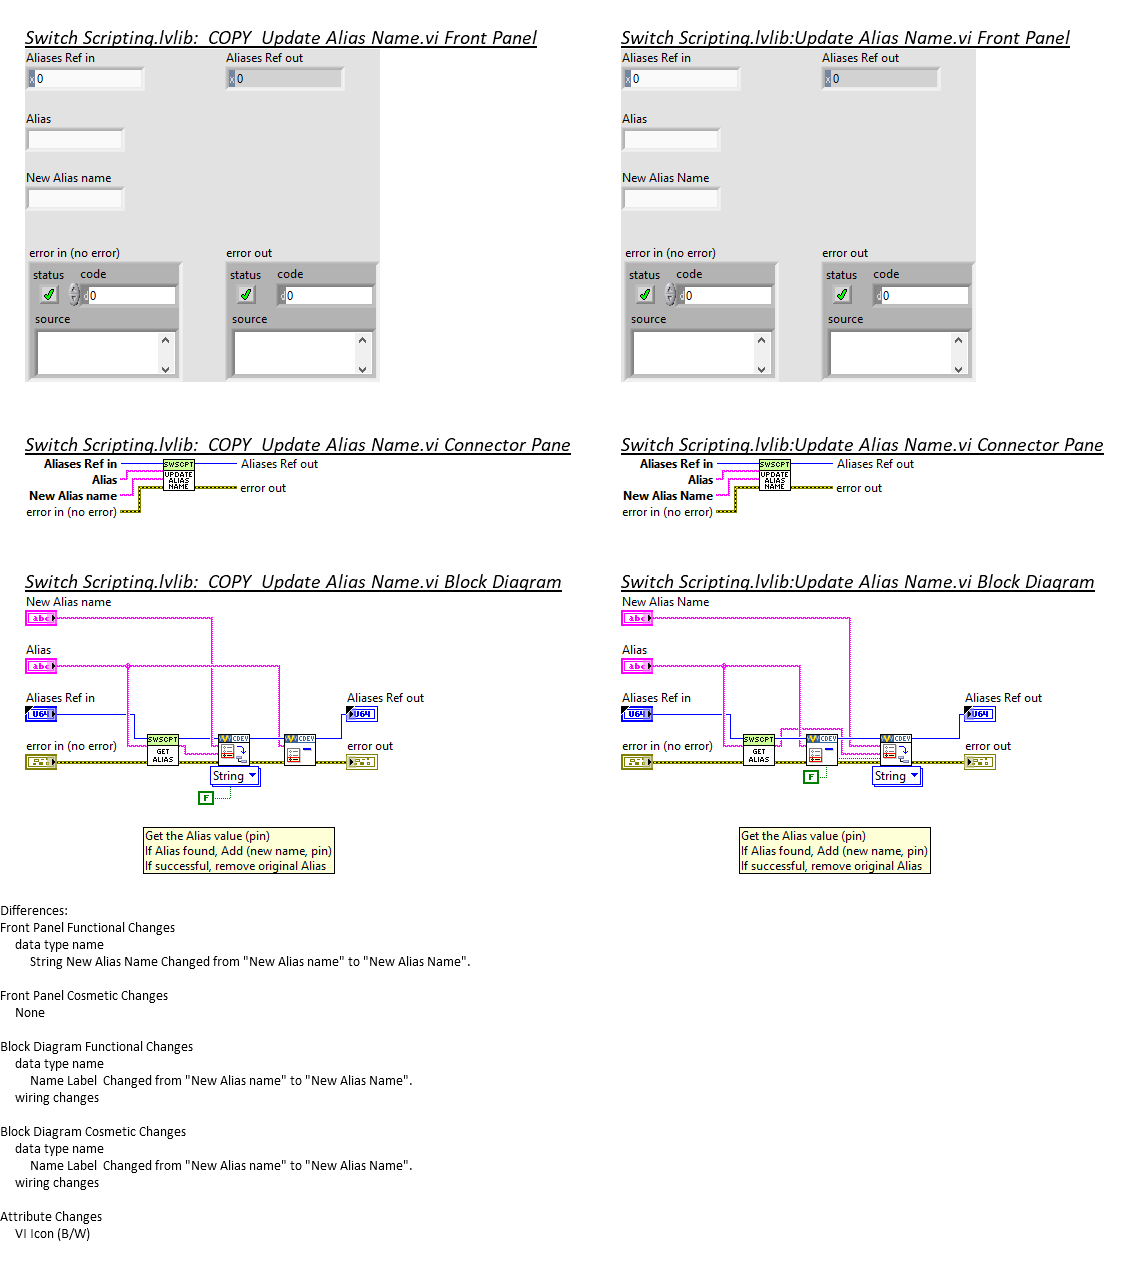 Switch Scripting.lvlib:  COPY  Update Alias Name.vi Front Panel
Aliases Ref in
Aliases Ref out
x 0
x 0
Alias
New Alias name
error in (no error)
error out
status code
status code
d 0
d 0
source
source
Switch Scripting.lvlib:Update Alias Name.vi Front Panel
Aliases Ref in
Aliases Ref out
x 0
x 0
Alias
New Alias Name
error in (no error)
error out
status code
status code
d 0
d 0
source
source
Switch Scripting.lvlib:  COPY  Update Alias Name.vi Connector Pane
Aliases Ref in
Alias
New Alias name
error in (no error)
SWSCPT
UPDATE
ALIAS
NAME
Aliases Ref out
error out
Switch Scripting.lvlib:Update Alias Name.vi Connector Pane
Aliases Ref in
Alias
New Alias Name
error in (no error)
SWSCPT
UPDATE
ALIAS
NAME
Aliases Ref out
error out
Switch Scripting.lvlib:  COPY  Update Alias Name.vi Block Diagram
New Alias name
abc
Alias
abc
Aliases Ref in
U64
error in (no error)
SWSCPT
GET
ALIAS
CDEV
CDEV
String
F
Aliases Ref out
U64
error out
Get the Alias value (pin)
If Alias found, Add (new name, pin)
If successful, remove original Alias
Switch Scripting.lvlib:Update Alias Name.vi Block Diagram
New Alias Name
abc
Alias
abc
Aliases Ref in
U64
error in (no error)
SWSCPT
GET
ALIAS
CDEV
F
CDEV
String
Aliases Ref out
U64
error out
Get the Alias value (pin)
If Alias found, Add (new name, pin)
If successful, remove original Alias
Differences:
Front Panel Functional Changes
data type name
String New Alias Name Changed from "New Alias name" to "New Alias Name".
Front Panel Cosmetic Changes
None
Block Diagram Functional Changes
data type name
Name Label  Changed from "New Alias name" to "New Alias Name".
wiring changes
Block Diagram Cosmetic Changes
data type name
Name Label  Changed from "New Alias name" to "New Alias Name".
wiring changes
Attribute Changes
VI Icon (B/W)